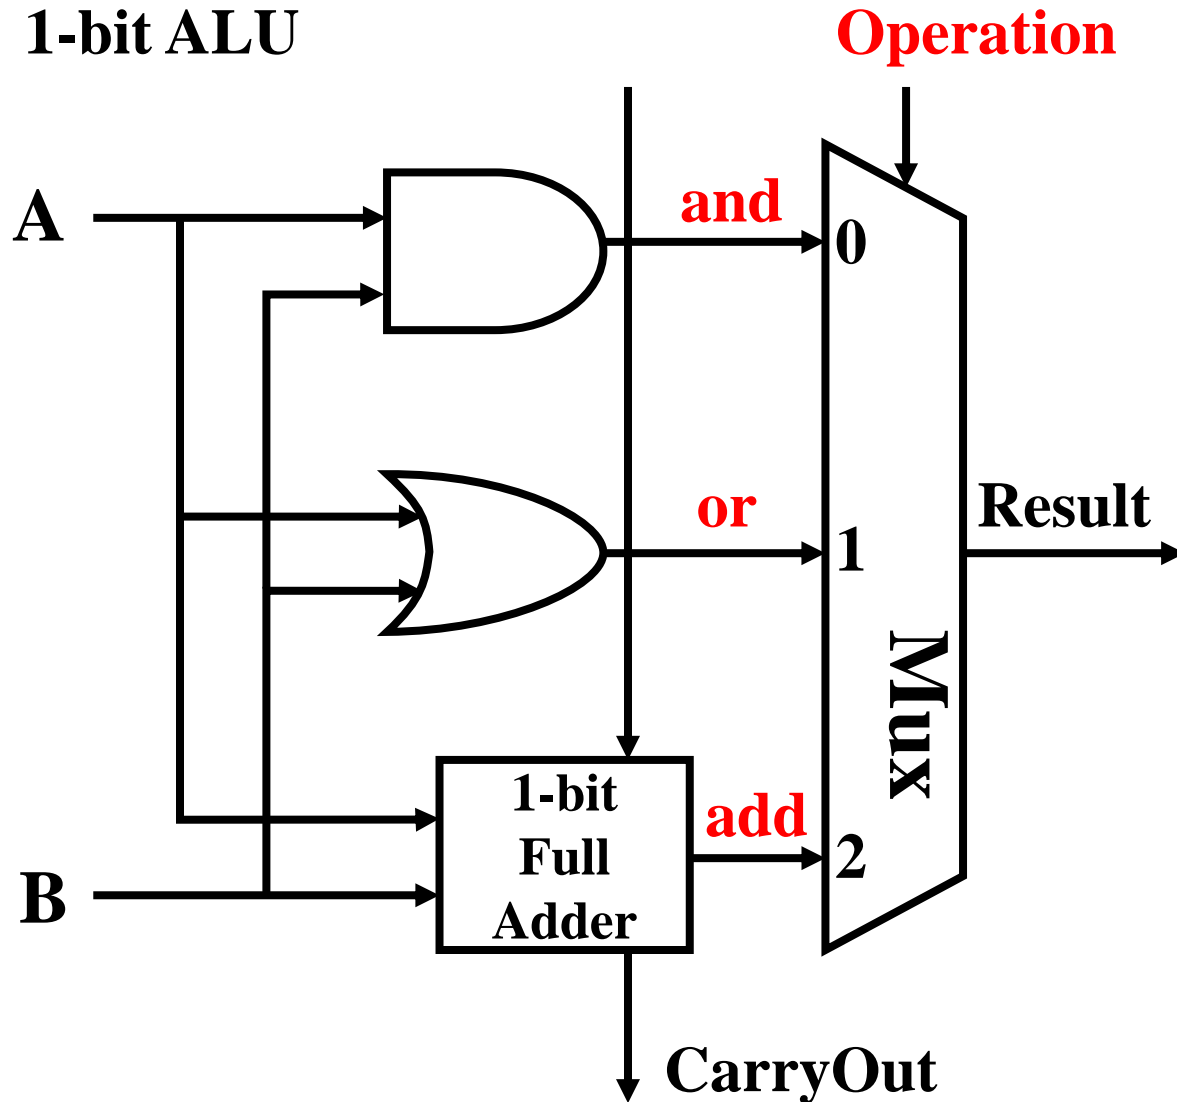 1-bit ALU
Operation
A
and
0
or
1
Result
Mux
1-bit
Full
Adder
add
2
B
CarryOut